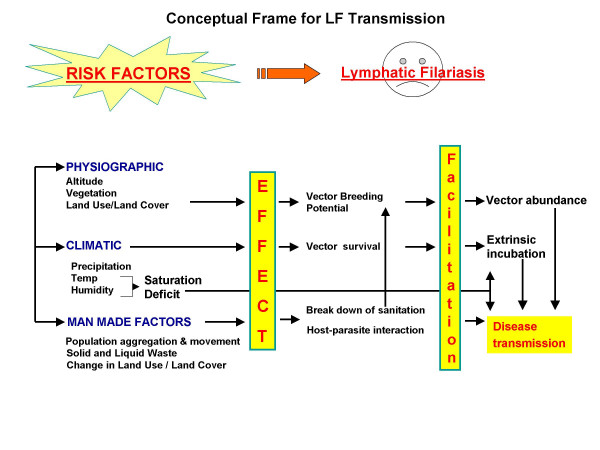 Conceptual Frame for LF Transmission
RISK FACTORS
Lymphatic Filariasis
PHYSIOGRAPHIC
Altitude
Vegetation
Land Use/Land Cover
CLIMATIC
Precipitation
Temp
Humidity
Saturation
Deficit
MAN MADE FACTORS
Population aggregation & movement
Solid and Liquid Waste
Change in Land Use / Land Cover
EFFECT
Vector Breeding
Potential
Vector survival
Break down of sanitation
Host-parasite interaction
Facilitation
Vector abundance
Extrinsic
incubation
Disease
transmission